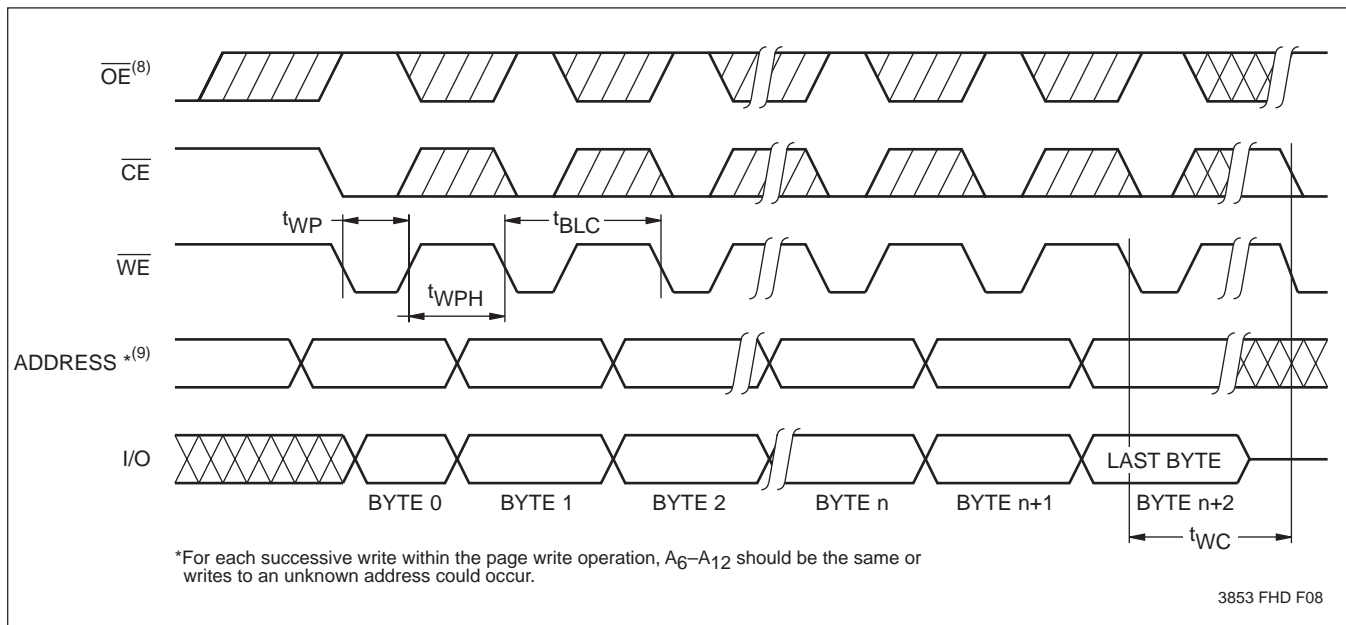 OE(8)
CE
tWP
tBLC
WE
tWPH
ADDRESS *(9)
I/O
LAST BYTE
BYTE 0 BYTE 1 BYTE 2 BYTE n BYTE n+1 BYTE n+2
tWC
*For each successive write within the page write operation, A6–A12 should be the same or
writes to an unknown address could occur.
3853 FHD F08